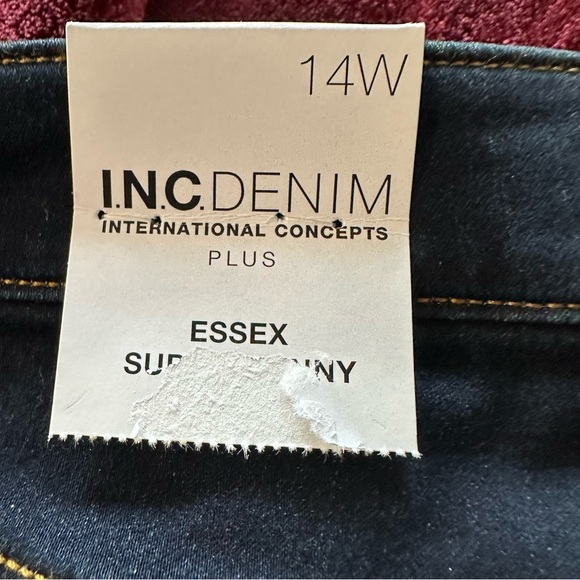 14W
I.N.C.DENIM
INTERNATIONAL CONCEPTS
PLUS
ESSEX